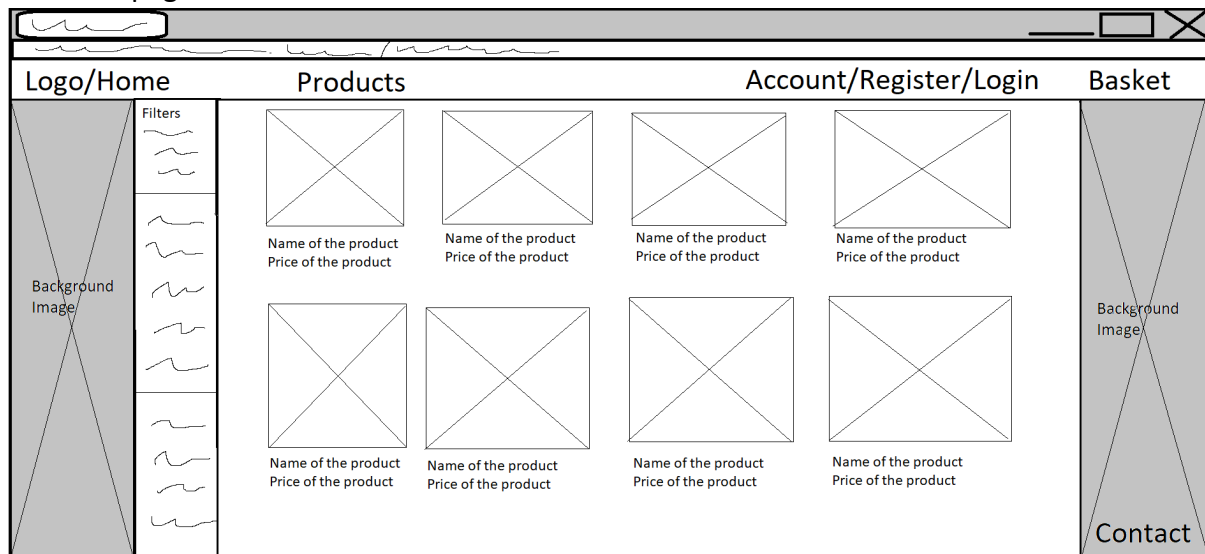 Logo/Home Products Account/Register/Login Basket
Filters
Background
Image
Name of the product
Price of the product
Name of the product
Price of the product
Name of the product
Price of the product
Name of the product
Price of the product
Background
Image
Name of the product
Price of the product
Name of the product
Price of the product
Name of the product
Price of the product
Name of the product
Price of the product
Contact